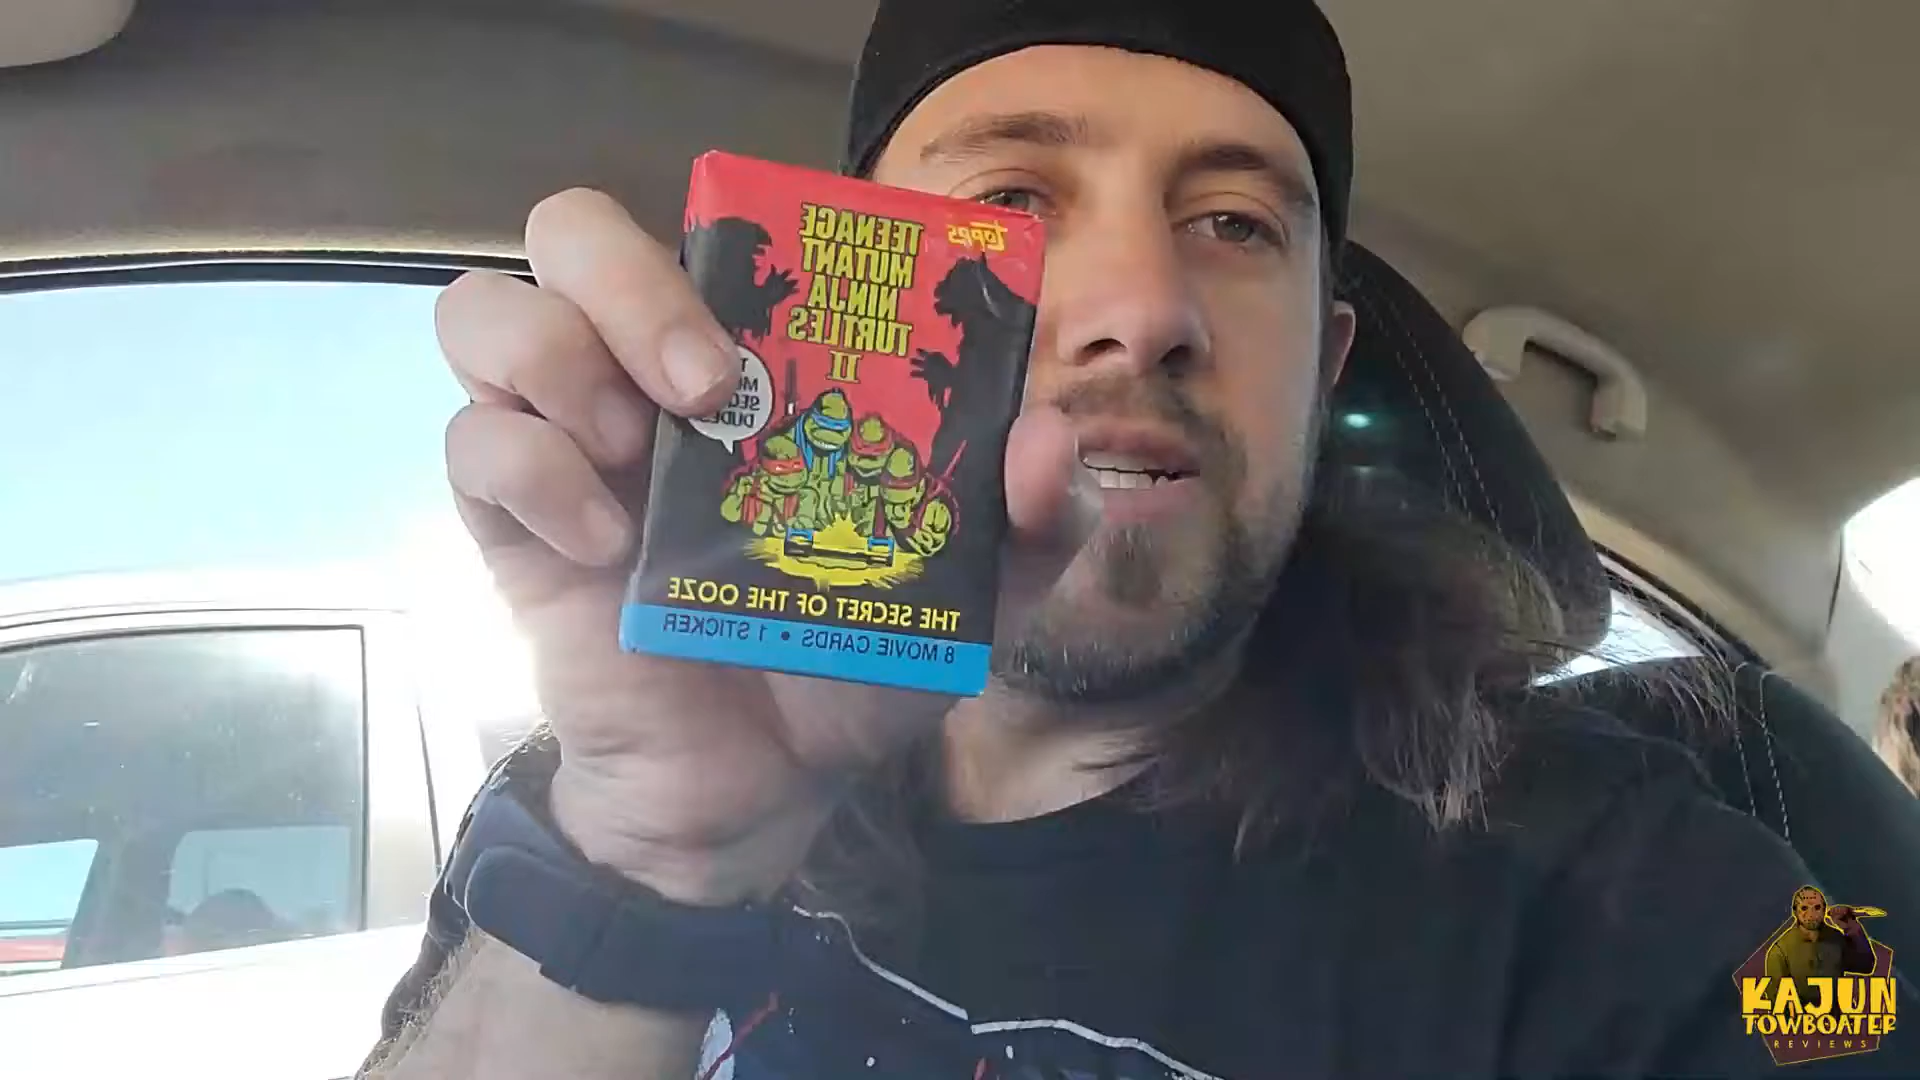 Topps
TEENAGE
MUTANT
NINJA
TURTLES
II
DUDES
THE SECRET OF THE OOZE
8 MOVIE CARDS • 1 STICKER
KAJUN
TOWBOATER
REVIEWS